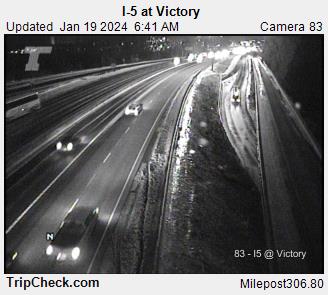 I-5 at Victory
Updated Jan 19 2024 6:41 AM Camera 83
T
N
83 - I5 @ Victory
TripCheck.com Milepost306.80